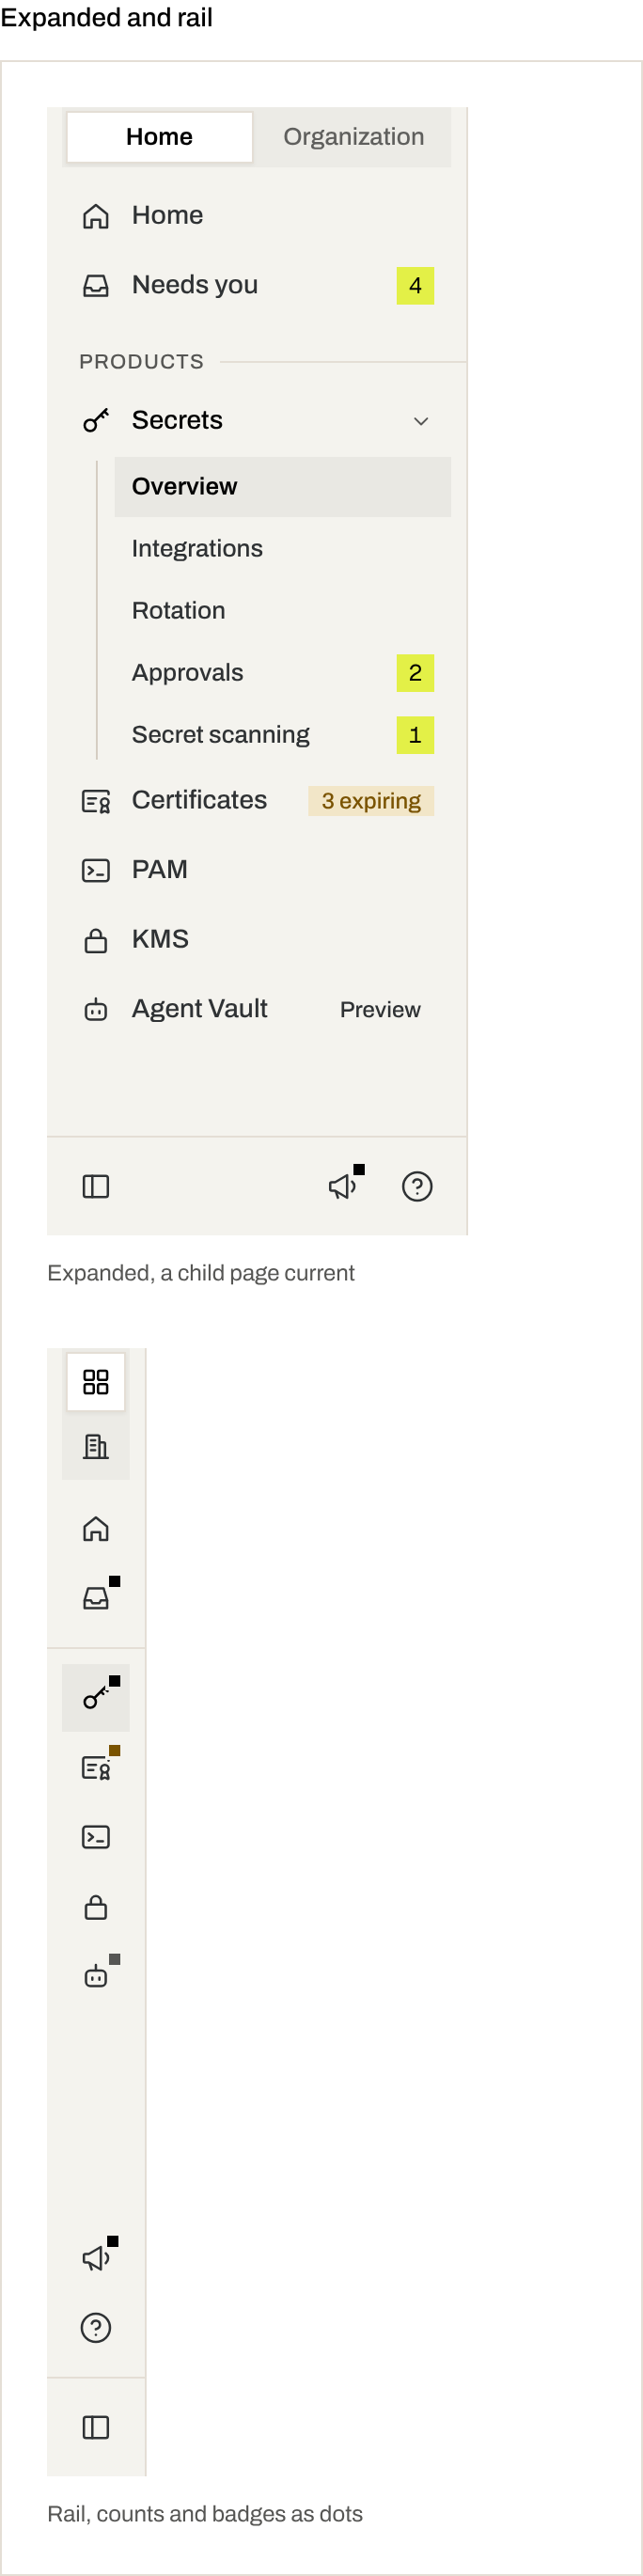 Expanded and rail
Home Organization
Home
Needs you 4
PRODUCTS
Secrets
Overview
Integrations
Rotation
Approvals 2
Secret scanning 1
Certificates 3 expiring
PAM
KMS
Agent Vault Preview
Expanded, a child page current
Rail, counts and badges as dots